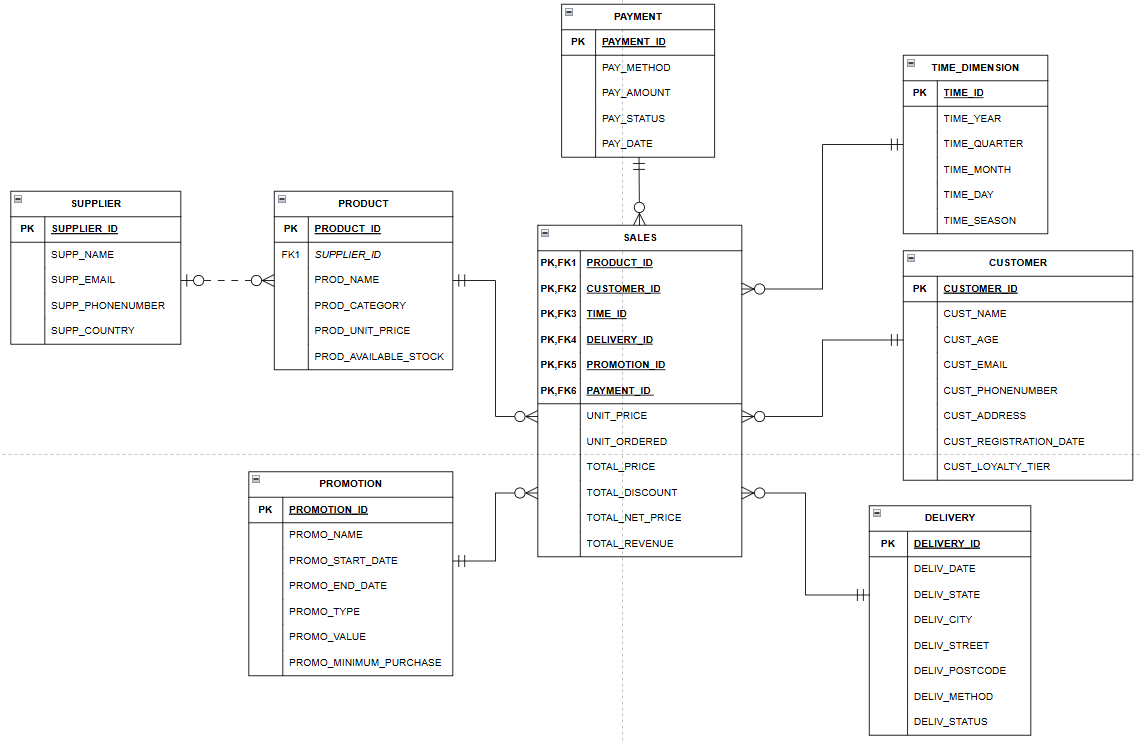 PAYMENT
PK PAYMENT_ID
PAY_METHOD
PAY_AMOUNT
PAY_STATUS
PAY_DATE
TIME_DIMENSION
PK TIME_ID
TIME_YEAR
TIME_QUARTER
TIME_MONTH
TIME_DAY
TIME_SEASON
SUPPLIER
PK SUPPLIER_ID
SUPP_NAME
SUPP_EMAIL
SUPP_PHONENUMBER
SUPP_COUNTRY
PRODUCT
PK PRODUCT_ID
FK1 SUPPLIER_ID
PROD_NAME
PROD_CATEGORY
PROD_UNIT_PRICE
PROD_AVAILABLE_STOCK
SALES
PK,FK1 PRODUCT_ID
PK,FK2 CUSTOMER_ID
PK,FK3 TIME_ID
PK,FK4 DELIVERY_ID
PK,FK5 PROMOTION_ID
PK,FK6 PAYMENT_ID
UNIT_PRICE
UNIT_ORDERED
TOTAL_PRICE
TOTAL_DISCOUNT
TOTAL_NET_PRICE
TOTAL_REVENUE
CUSTOMER
PK CUSTOMER_ID
CUST_NAME
CUST_AGE
CUST_EMAIL
CUST_PHONENUMBER
CUST_ADDRESS
CUST_REGISTRATION_DATE
CUST_LOYALTY_TIER
PROMOTION
PK PROMOTION_ID
PROMO_NAME
PROMO_START_DATE
PROMO_END_DATE
PROMO_TYPE
PROMO_VALUE
PROMO_MINIMUM_PURCHASE
DELIVERY
PK DELIVERY_ID
DELIV_DATE
DELIV_STATE
DELIV_CITY
DELIV_STREET
DELIV_POSTCODE
DELIV_METHOD
DELIV_STATUS